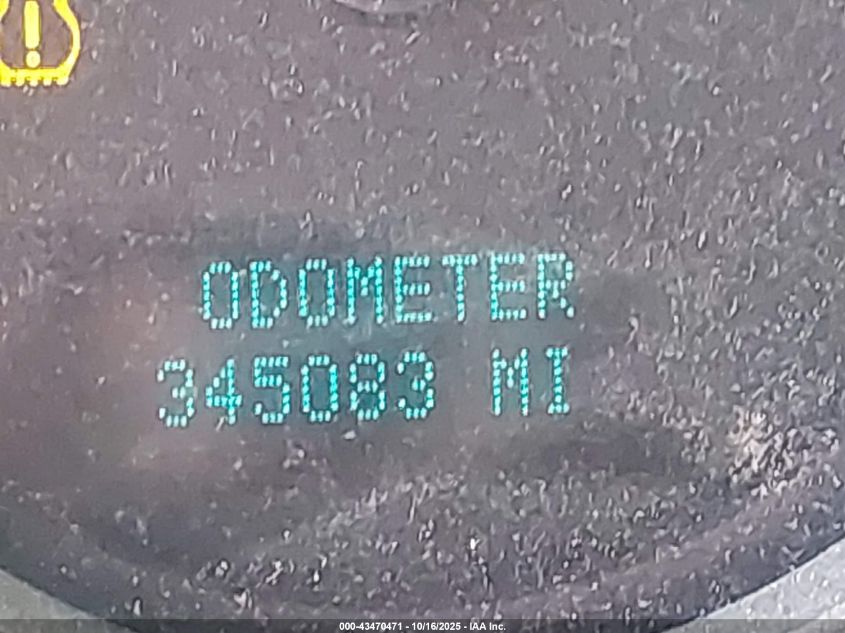 ODOMETER
345083 MI
000-43470471 - 10/16/2025 - IAA Inc.